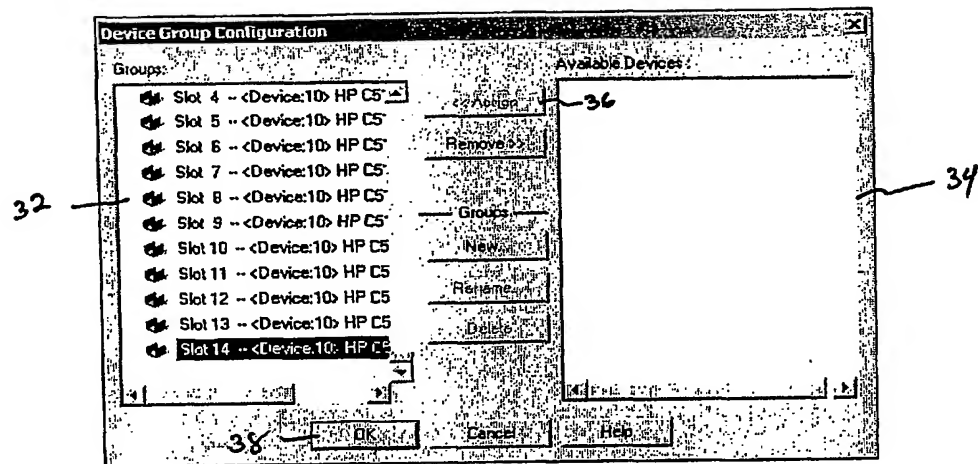 Device Group Configuration
Groups:
Available Devices:
Slot 4 -- <Device:10> HP C5
Slot 5 -- <Device:10> HP C5
Slot 6 -- <Device:10> HP C5
Slot 7 -- <Device:10> HP C5
Slot 8 -- <Device:10> HP C5
Slot 9 -- <Device:10> HP C5
Slot 10 -- <Device:10> HP C5
Slot 11 -- <Device:10> HP C5
Slot 12 -- <Device:10> HP C5
Slot 13 -- <Device:10> HP C5
Slot 14 -- <Device:10> HP C5
36
Remove >>
Groups
New...
Rename...
Delete
32
34
38
OK
Cancel
Help